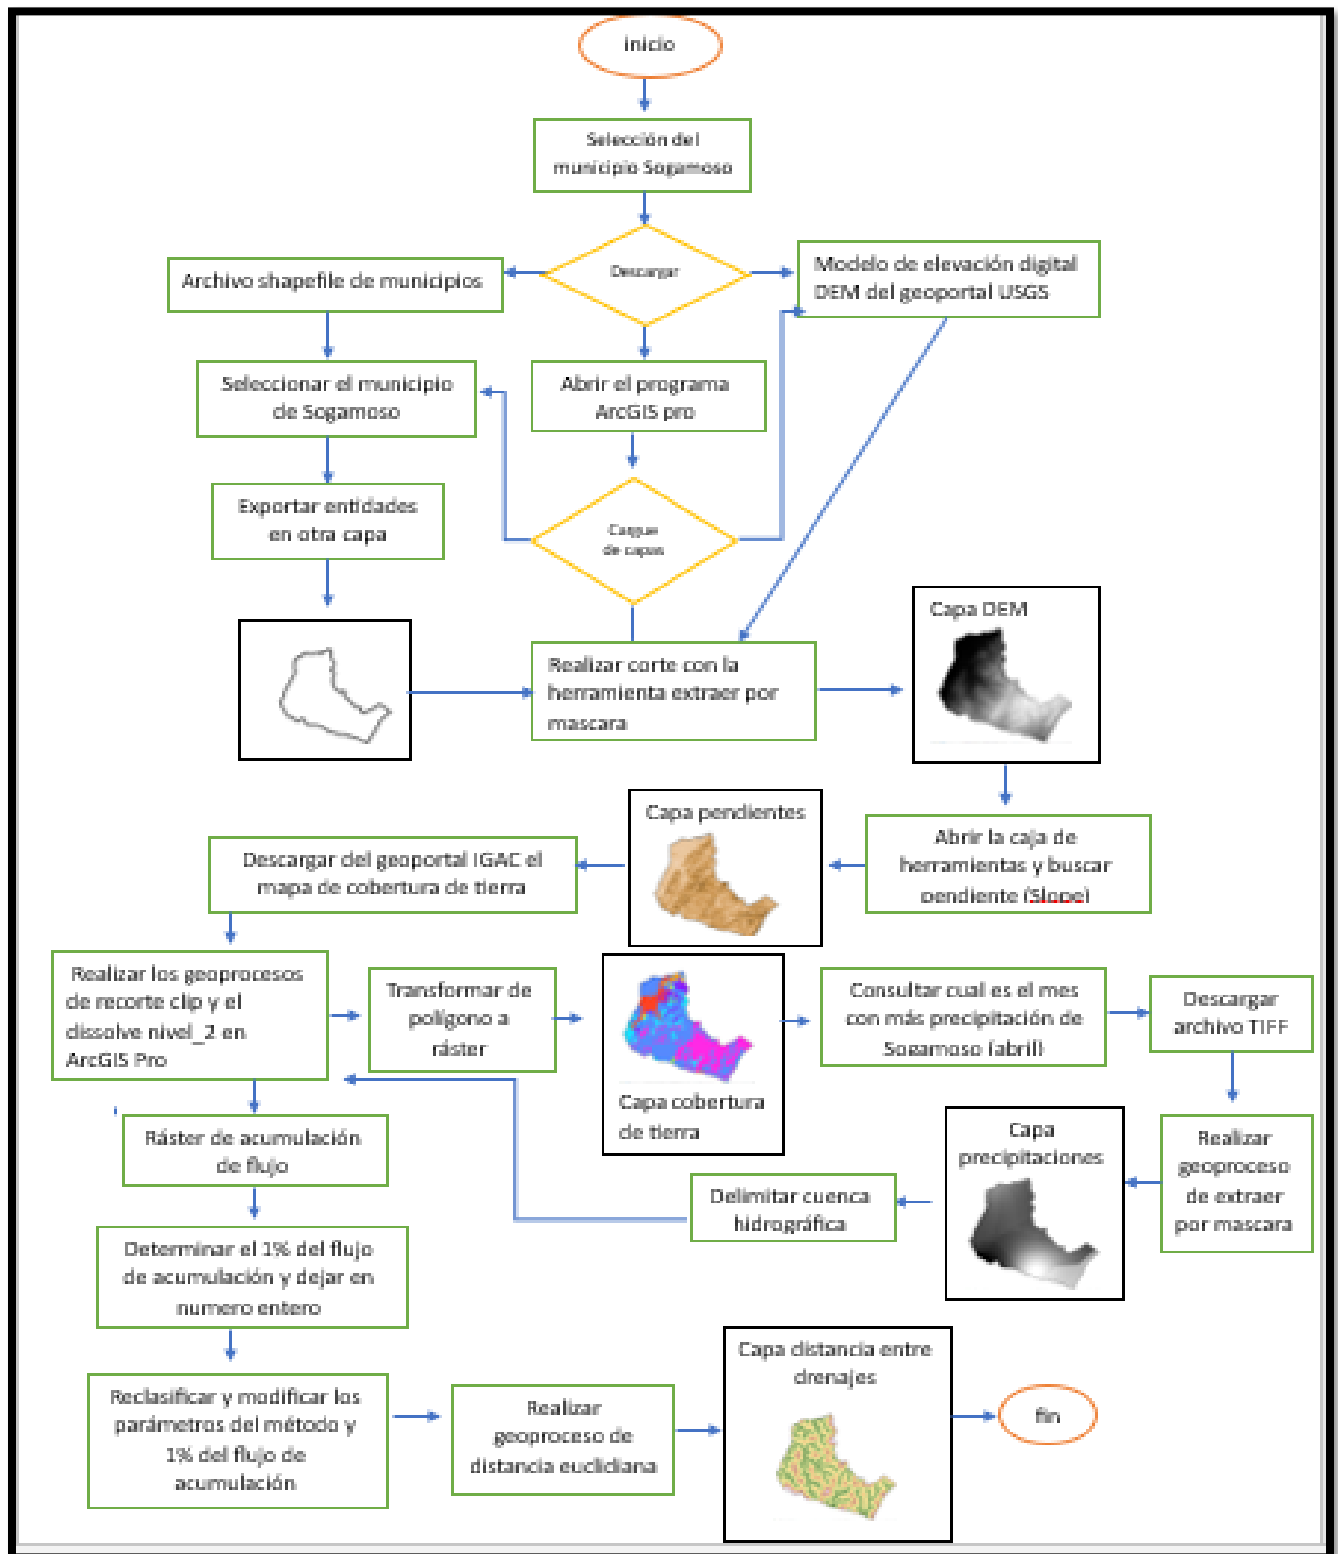 inicio
Selección del
municipio Sogamoso
Descargar
Archivo shapefile de municipios
Modelo de elevación digital
DEM del geoportal USGS
Seleccionar el municipio
de Sogamoso
Abrir el programa
ArcGIS pro
Exportar entidades
en otra capa
Cargue
de capas
Realizar corte con la
herramienta extraer por
mascara
Capa DEM
Abrir la caja de
herramientas y buscar
pendiente (Slope)
Capa pendientes
Descargar del geoportal IGAC el
mapa de cobertura de tierra
Realizar los geoprocesos
de recorte clip y el
dissolve nivel_2 en
ArcGIS Pro
Transformar de
polígono a
ráster
Capa cobertura
de tierra
Consultar cual es el mes
con más precipitación de
Sogamoso (abril)
Descargar
archivo TIFF
Realizar
geoproceso
de extraer
por mascara
Capa
precipitaciones
Delimitar cuenca
hidrográfica
Ráster de acumulación
de flujo
Determinar el 1% del flujo
de acumulación y dejar en
numero entero
Reclasificar y modificar los
parámetros del método y
1% del flujo de
acumulación
Realizar
geoproceso de
distancia euclidiana
Capa distancia entre
drenajes
fin